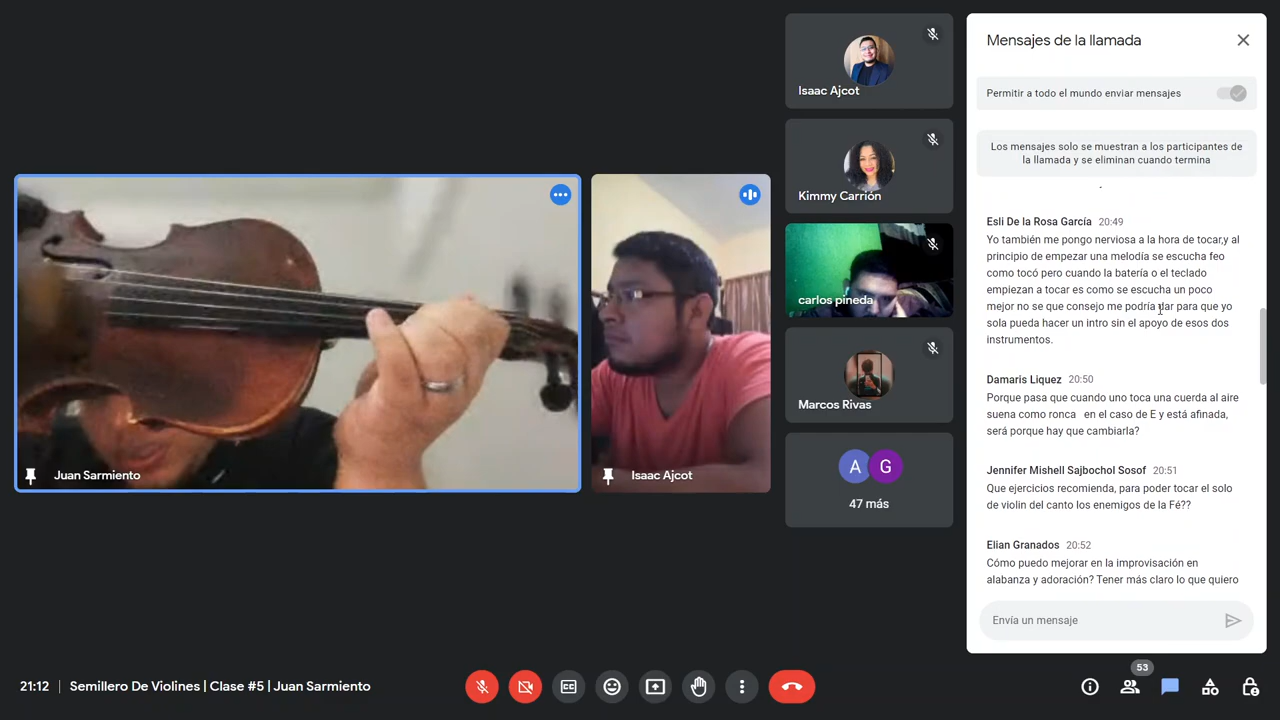 Juan Sarmiento
Isaac Ajcot
Isaac Ajcot
Kimmy Carrión
carlos pineda
Marcos Rivas
A G
47 más
Mensajes de la llamada
Permitir a todo el mundo enviar mensajes
Los mensajes solo se muestran a los participantes de
la llamada y se eliminan cuando termina
Esli De la Rosa García 20:49
Yo también me pongo nerviosa a la hora de tocar,y al
principio de empezar una melodía se escucha feo
como tocó pero cuando la batería o el teclado
empiezan a tocar es como se escucha un poco
mejor no se que consejo me podría dar para que yo
sola pueda hacer un intro sin el apoyo de esos dos
instrumentos.
Damaris Liquez 20:50
Porque pasa que cuando uno toca una cuerda al aire
suena como ronca en el caso de E y está afinada,
será porque hay que cambiarla?
Jennifer Mishell Sajbochol Sosof 20:51
Que ejercicios recomienda, para poder tocar el solo
de violin del canto los enemigos de la Fé??
Elian Granados 20:52
Cómo puedo mejorar en la improvisación en
alabanza y adoración? Tener más claro lo que quiero
Envía un mensaje
21:12 | Semillero De Violines | Clase #5 | Juan Sarmiento
53